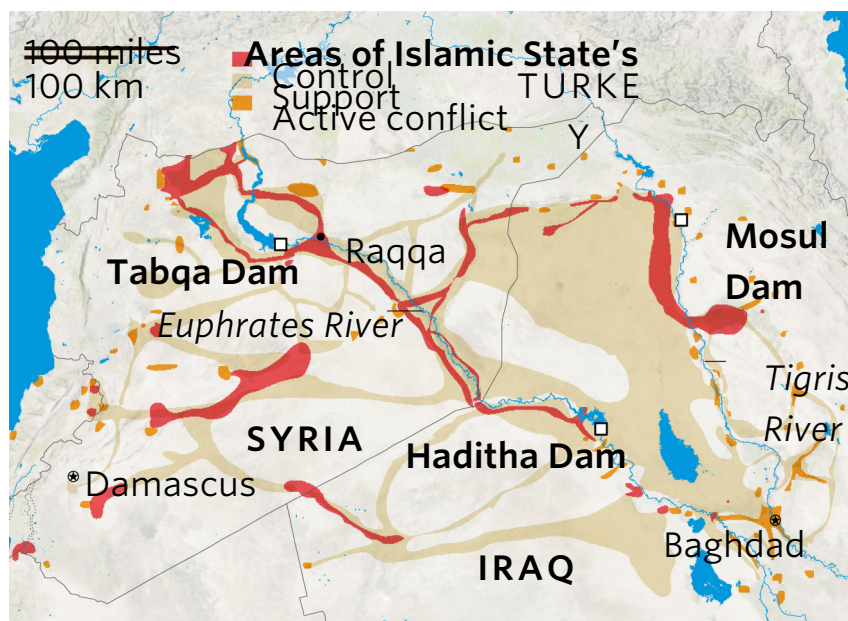 100 miles
100 km
Areas of Islamic State's
Control
Support
Active conflict
TURKE
Y
Mosul
Dam
Raqqa
Tabqa Dam
Euphrates River
Tigris
River
SYRIA
Haditha Dam
Damascus
Baghdad
IRAQ